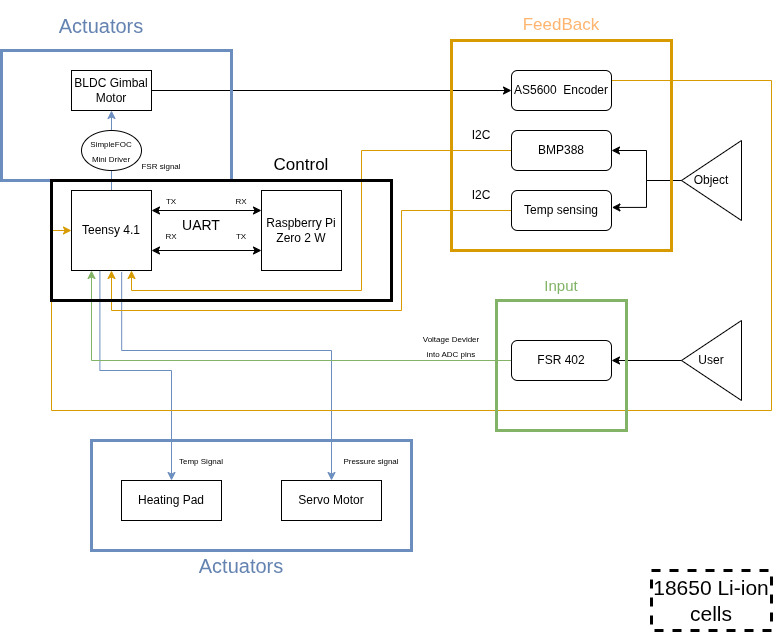 Actuators
FeedBack
BLDC Gimbal
Motor
AS5600  Encoder
SimpleFOC
Mini Driver
FSR signal
I2C
BMP388
Control
Object
I2C
Temp sensing
TX
RX
Teensy 4.1
UART
Raspberry Pi
Zero 2 W
RX
TX
Input
Voltage Devider
into ADC pins
FSR 402
User
Temp Signal
Pressure signal
Heating Pad
Servo Motor
Actuators
18650 Li-ion
cells